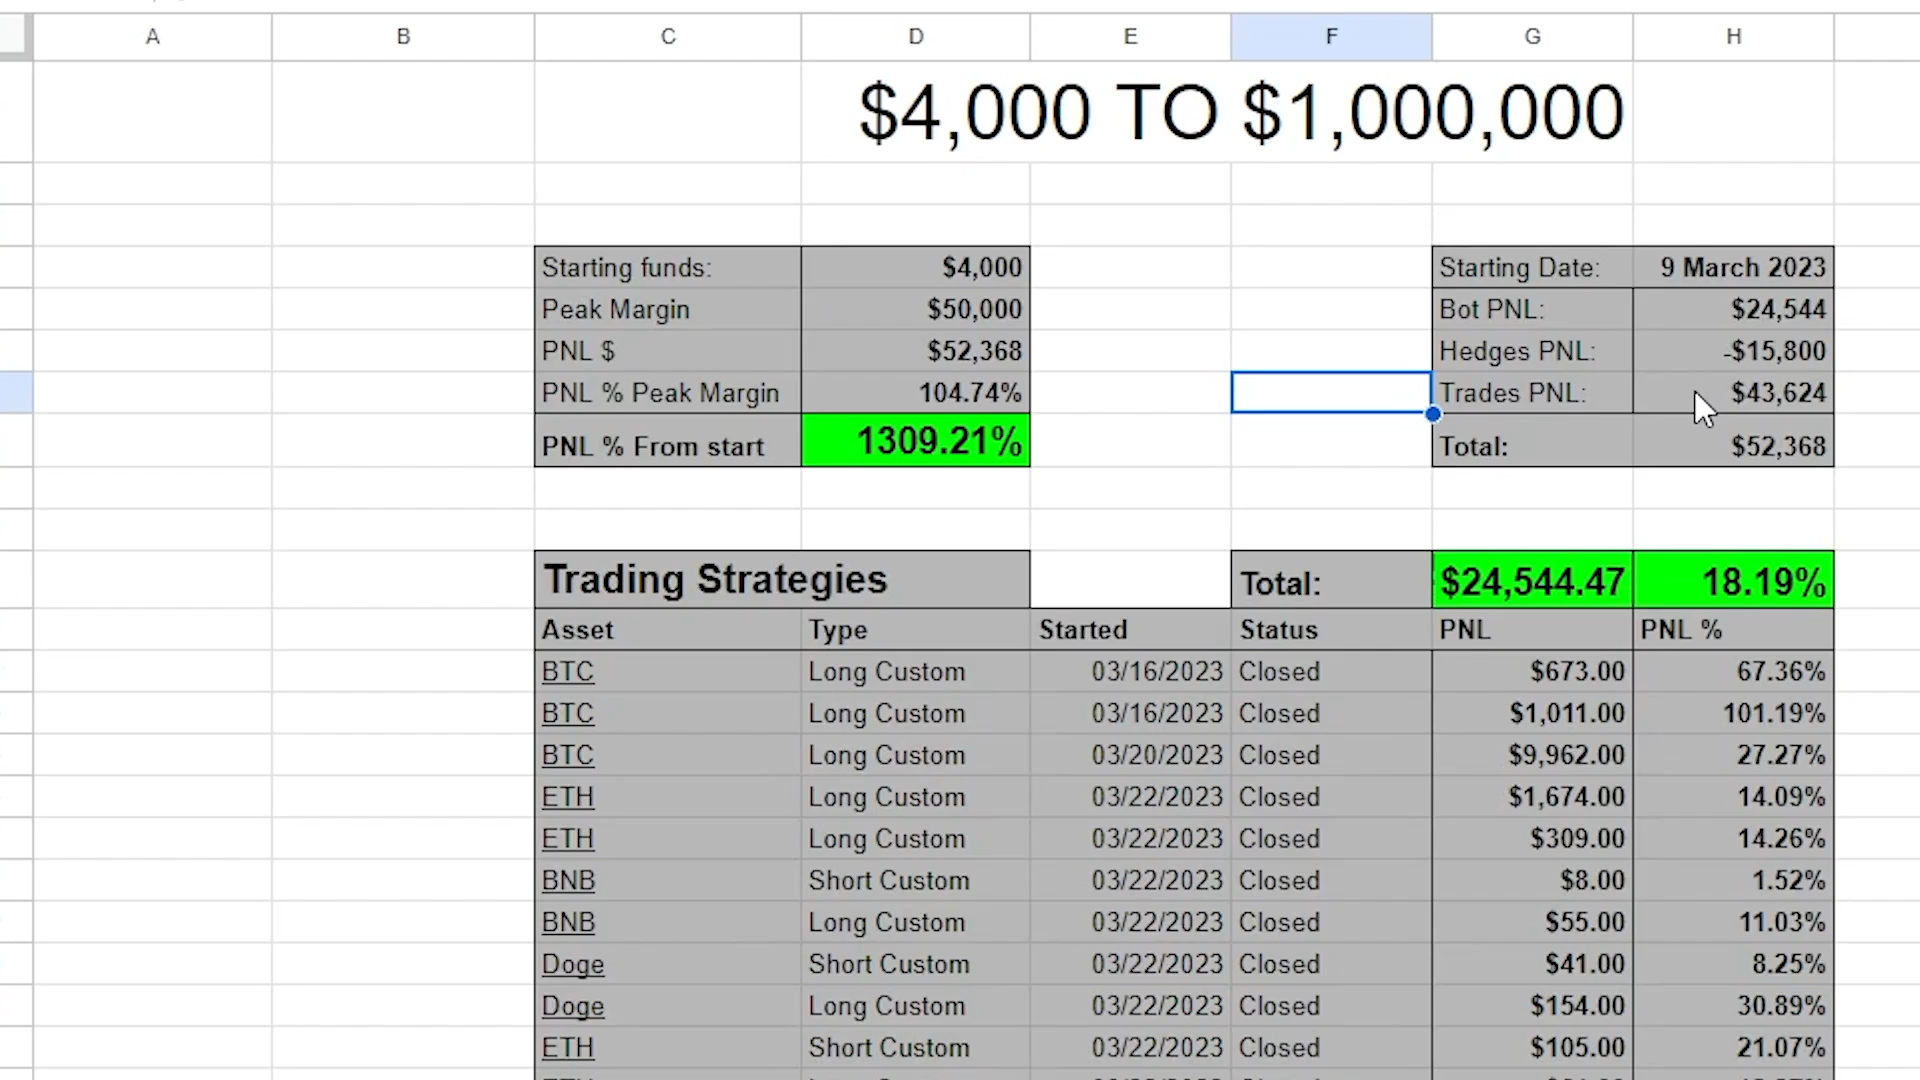 A B C D E F G H
$4,000 TO $1,000,000
Starting funds: $4,000 Starting Date: 9 March 2023
Peak Margin $50,000 Bot PNL: $24,544
PNL $ $52,368 Hedges PNL: -$15,800
PNL % Peak Margin 104.74% Trades PNL: $43,624
PNL % From start 1309.21% Total: $52,368
Trading Strategies Total: $24,544.47 18.19%
Asset Type Started Status PNL PNL %
BTC Long Custom 03/16/2023 Closed $673.00 67.36%
BTC Long Custom 03/16/2023 Closed $1,011.00 101.19%
BTC Long Custom 03/20/2023 Closed $9,962.00 27.27%
ETH Long Custom 03/22/2023 Closed $1,674.00 14.09%
ETH Long Custom 03/22/2023 Closed $309.00 14.26%
BNB Short Custom 03/22/2023 Closed $8.00 1.52%
BNB Long Custom 03/22/2023 Closed $55.00 11.03%
Doge Short Custom 03/22/2023 Closed $41.00 8.25%
Doge Long Custom 03/22/2023 Closed $154.00 30.89%
ETH Short Custom 03/22/2023 Closed $105.00 21.07%